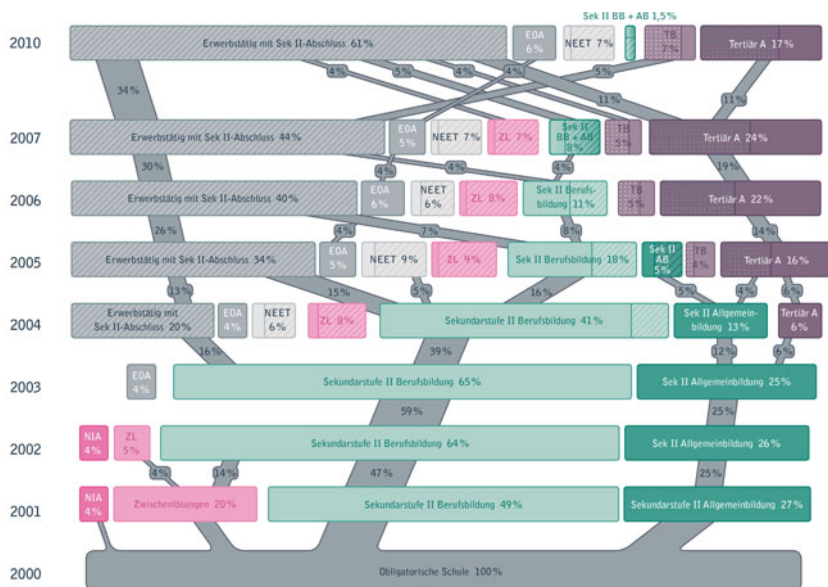 Sek II BB + AB 1,5%
2010
Erwerbstätig mit Sek II-Abschluss 61%
EOA
6%
NEET 7%
TB
7%
Tertiär A 17%
4%
5%
4%
4%
5%
34%
11%
11%
2007
Erwerbstätig mit Sek II-Abschluss 44%
EOA
5%
NEET 7%
ZL 7%
Sek II
BB + AB
8%
TB
5%
Tertiär A 24%
30%
4%
4%
4%
19%
2006
Erwerbstätig mit Sek II-Abschluss 40%
EOA
6%
NEET
6%
ZL 8%
Sek II Berufs-
bildung 11%
TB
5%
Tertiär A 22%
26%
4%
7%
8%
14%
2005
Erwerbstätig mit Sek II-Abschluss 34%
EOA
5%
NEET 9%
ZL 9%
Sek II Berufsbildung 18%
Sek II
AB
5%
TB
4%
Tertiär A 16%
13%
15%
5%
16%
5%
4%
6%
2004
Erwerbstätig mit
Sek II-Abschluss 20%
EOA
4%
NEET
6%
ZL 8%
Sekundarstufe II Berufsbildung 41%
Sek II Allgemein-
bildung 13%
Tertiär A
6%
16%
39%
12%
6%
2003
EOA
4%
Sekundarstufe II Berufsbildung 65%
Sek II Allgemeinbildung 25%
59%
25%
2002
NIA
4%
ZL
5%
Sekundarstufe II Berufsbildung 64%
Sek II Allgemeinbildung 26%
4%
14%
47%
25%
2001
NIA
4%
Zwischenlösungen 20%
Sekundarstufe II Berufsbildung 49%
Sekundarstufe II Allgemeinbildung 27%
2000
Obligatorische Schule 100%